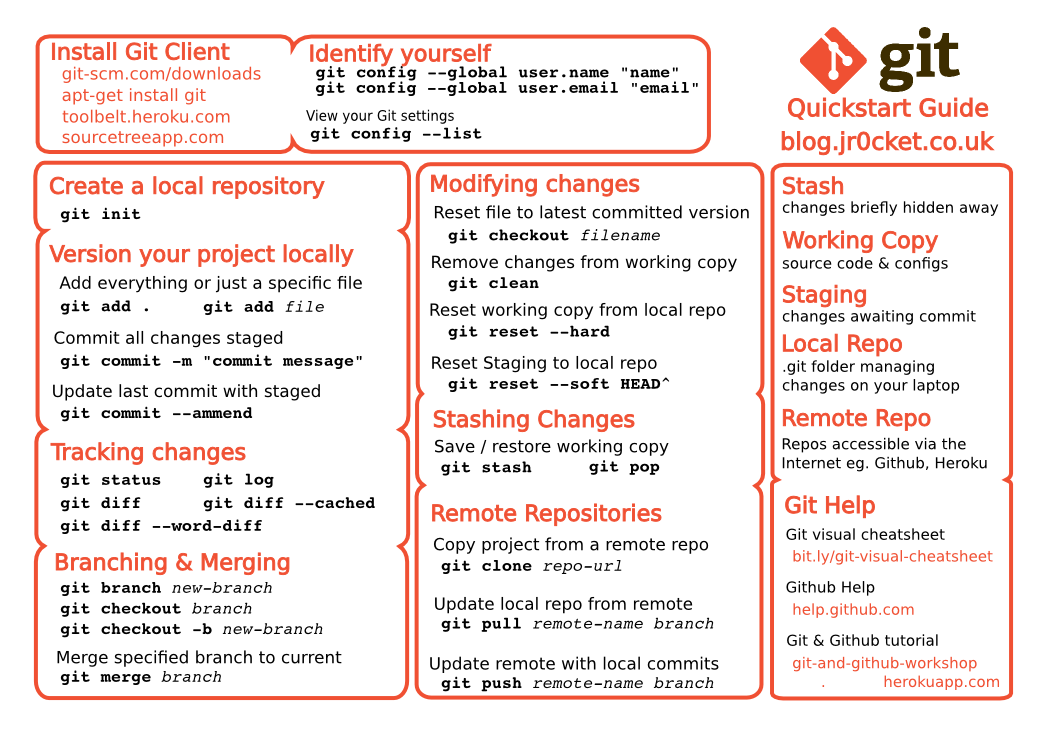 Install Git Client
git-scm.com/downloads
apt-get install git
toolbelt.heroku.com
sourcetreeapp.com
Identify yourself
git config --global user.name "name"
git config --global user.email "email"
View your Git settings
git config --list
git
Quickstart Guide
blog.jr0cket.co.uk
Create a local repository
git init
Version your project locally
Add everything or just a specific file
git add . git add file
Commit all changes staged
git commit -m "commit message"
Update last commit with staged
git commit --ammend
Tracking changes
git status git log
git diff git diff --cached
git diff --word-diff
Branching & Merging
git branch new-branch
git checkout branch
git checkout -b new-branch
Merge specified branch to current
git merge branch
Modifying changes
Reset file to latest committed version
git checkout filename
Remove changes from working copy
git clean
Reset working copy from local repo
git reset --hard
Reset Staging to local repo
git reset --soft HEAD^
Stashing Changes
Save / restore working copy
git stash git pop
Remote Repositories
Copy project from a remote repo
git clone repo-url
Update local repo from remote
git pull remote-name branch
Update remote with local commits
git push remote-name branch
Stash
changes briefly hidden away
Working Copy
source code & configs
Staging
changes awaiting commit
Local Repo
.git folder managing
changes on your laptop
Remote Repo
Repos accessible via the
Internet eg. Github, Heroku
Git Help
Git visual cheatsheet
bit.ly/git-visual-cheatsheet
Github Help
help.github.com
Git & Github tutorial
git-and-github-workshop
. herokuapp.com